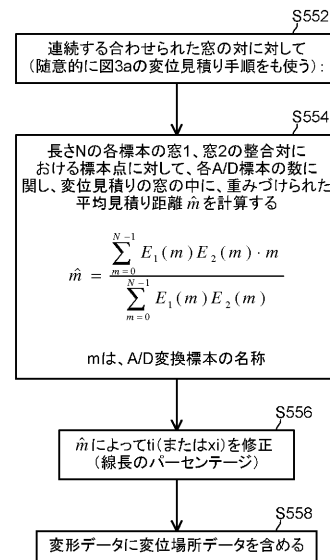 S552
連続する合わせられた窓の対に対して
(随意的に図3aの変位見積り手順をも使う):
S554
長さNの各標本の窓1、窓2の整合対に
おける標本点に対して、各A/D標本の数に
関し、変位見積りの窓の中に、重みづけられた
平均見積り距離 m̂ を計算する
m̂ = \frac{\sum_{m=0}^{N-1} E_1(m) E_2(m) \cdot m}{\sum_{m=0}^{N-1} E_1(m) E_2(m)}
mは、A/D変換標本の名称
S556
m̂ によってti(またはxi)を修正
(線長のパーセンテージ)
S558
変形データに変位場所データを含める